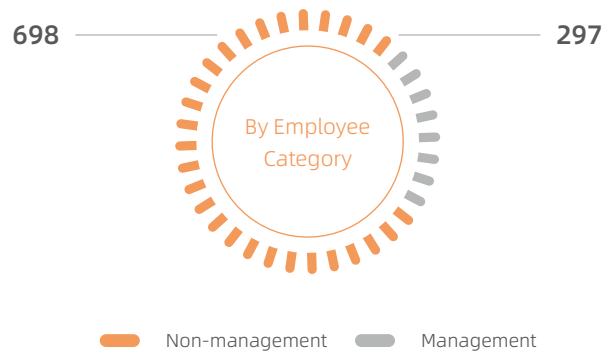 698
297
By Employee
Category
Non-management
Management